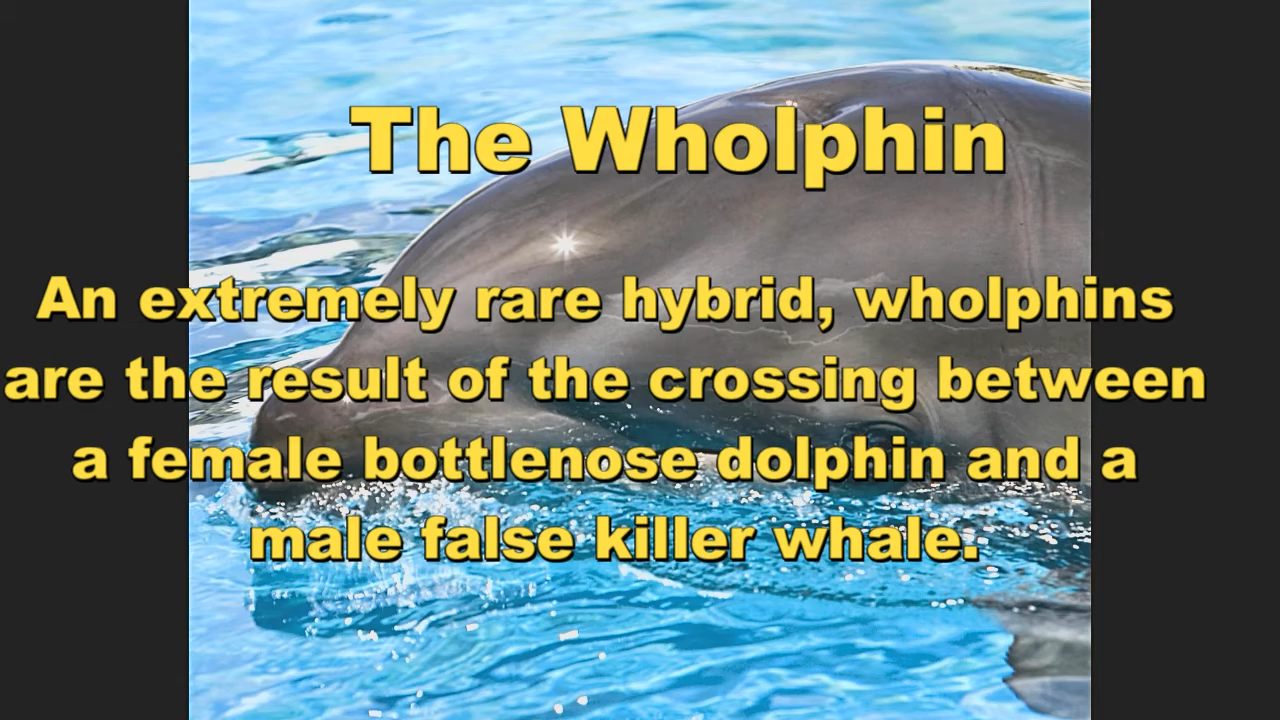 The Wholphin
An extremely rare hybrid, wholphins
are the result of the crossing between
a female bottlenose dolphin and a
male false killer whale.